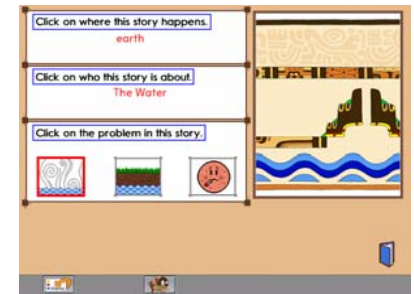 Click on where this story happens.
earth
Click on who this story is about.
The Water
Click on the problem in this story.